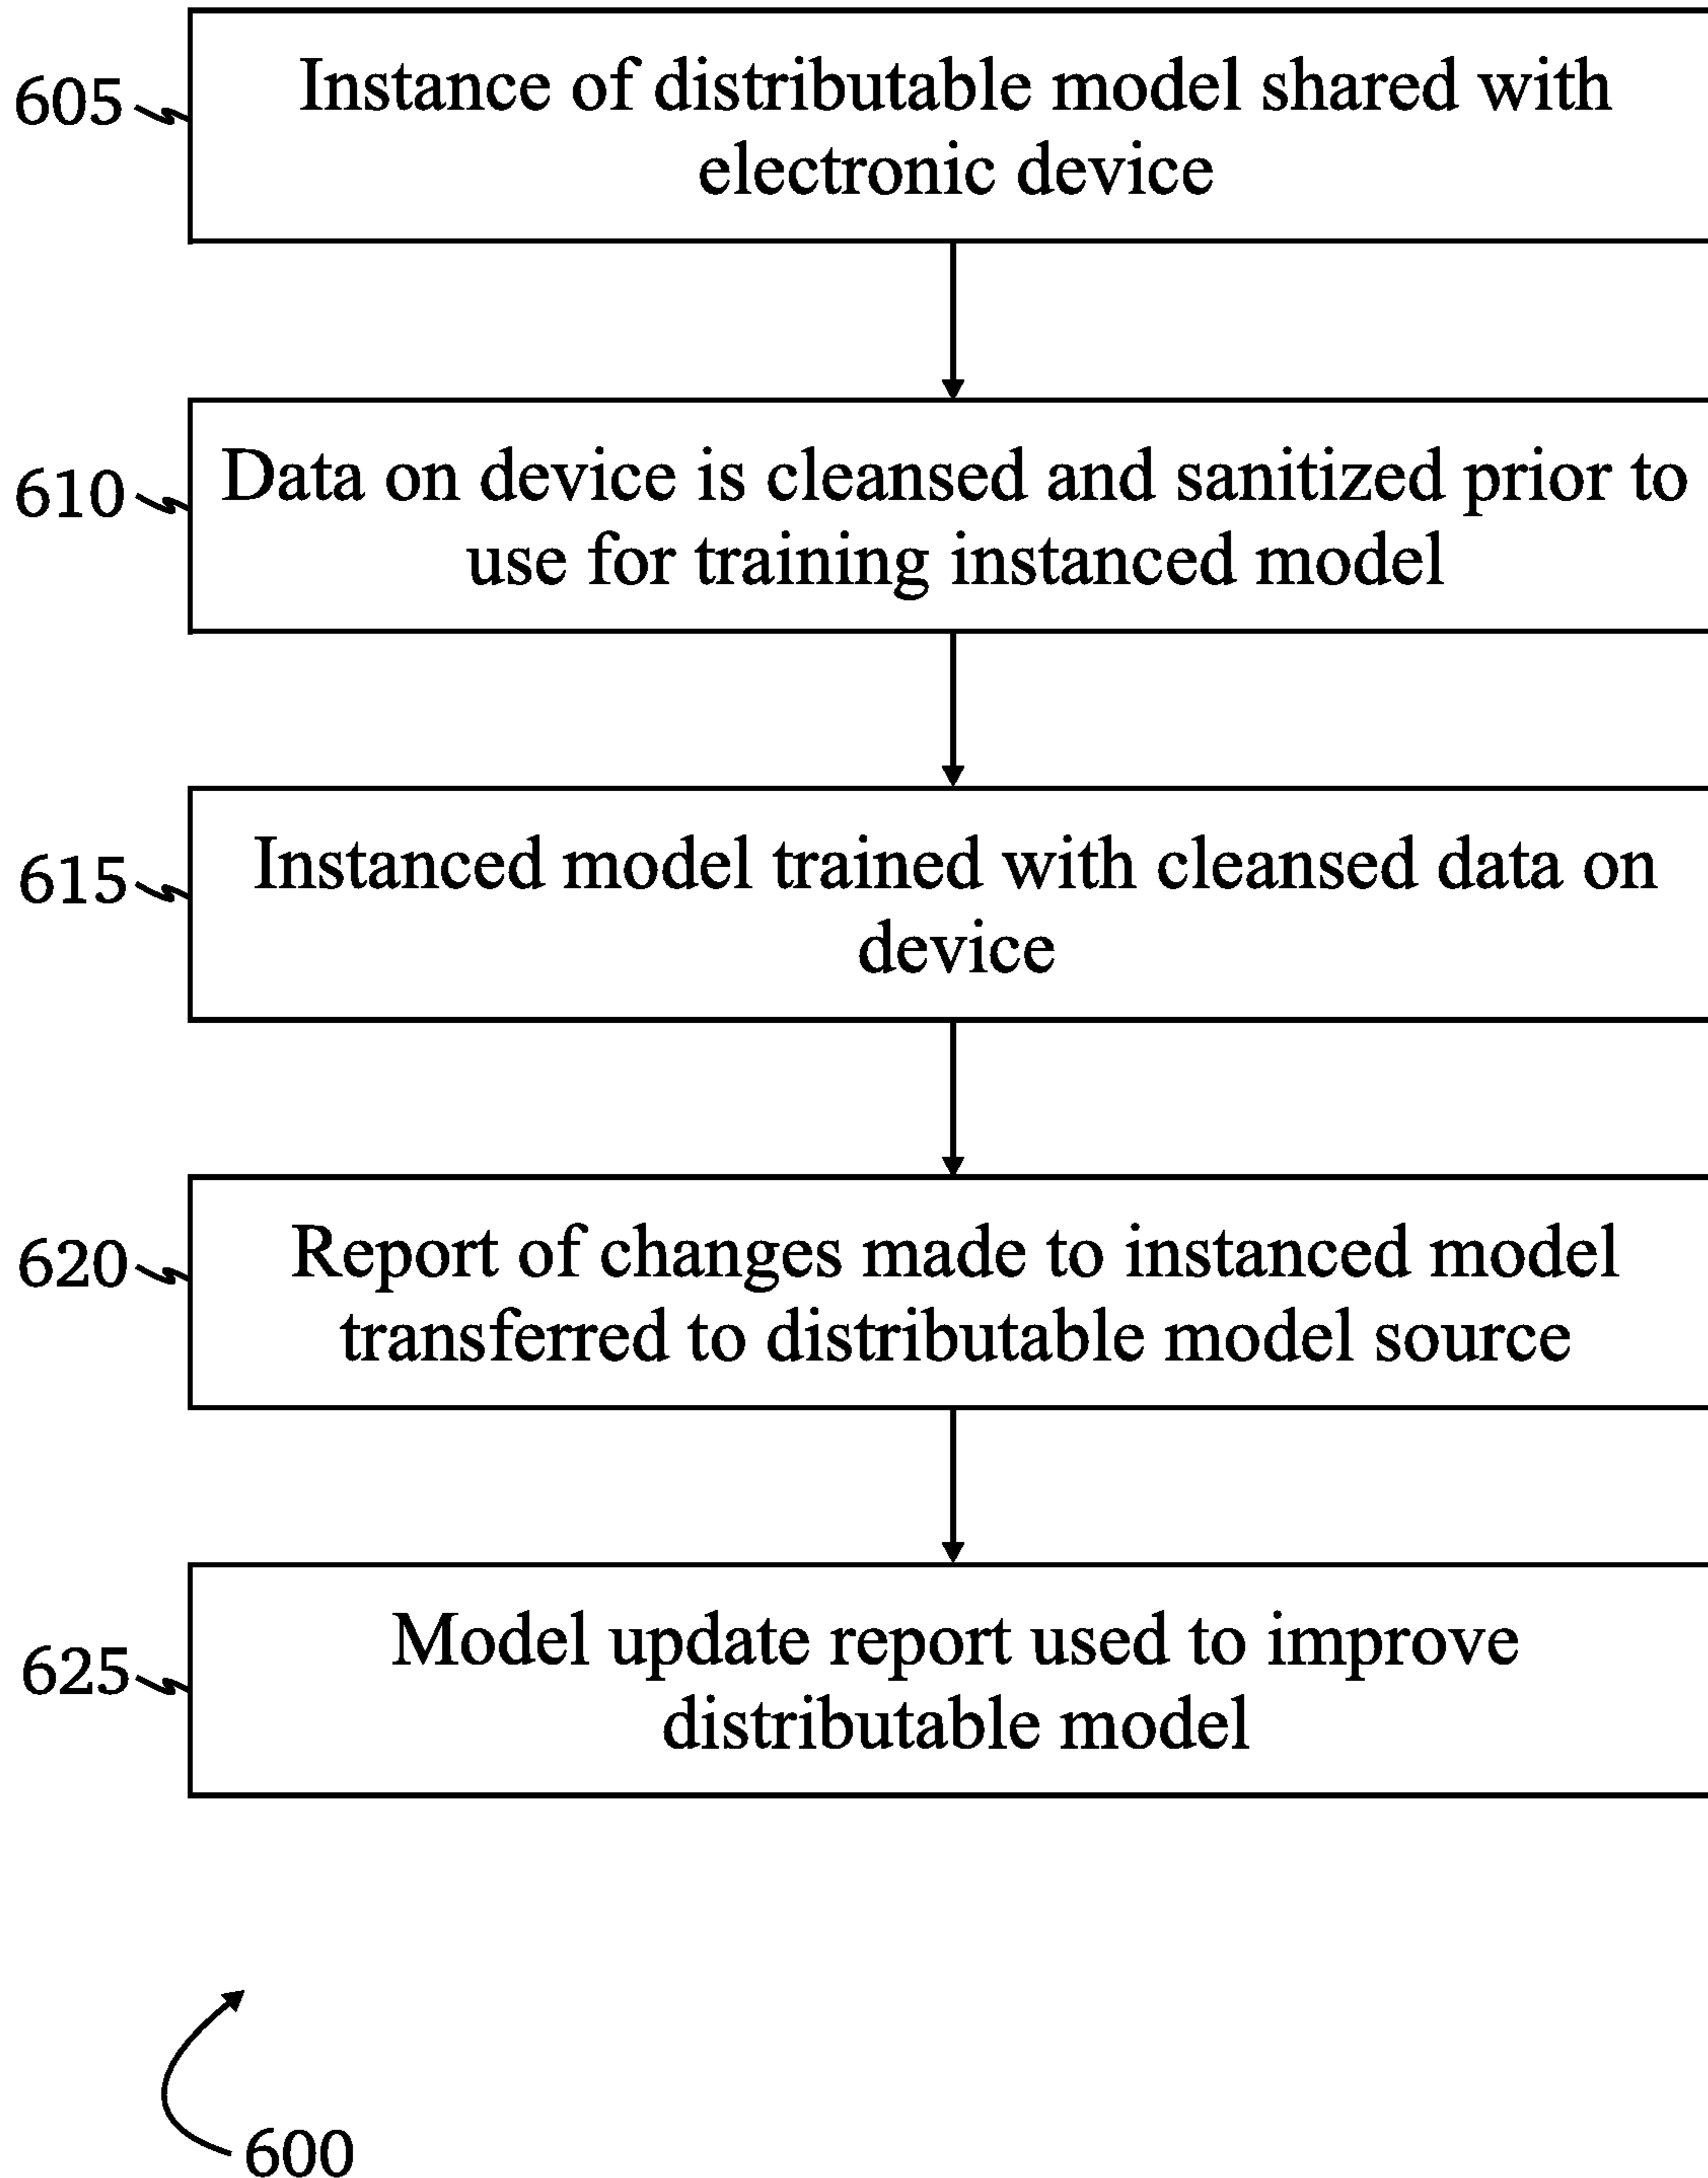 605
Instance of distributable model shared with
electronic device
610
Data on device is cleansed and sanitized prior to
use for training instanced model
615
Instanced model trained with cleansed data on
device
620
Report of changes made to instanced model
transferred to distributable model source
625
Model update report used to improve
distributable model
600